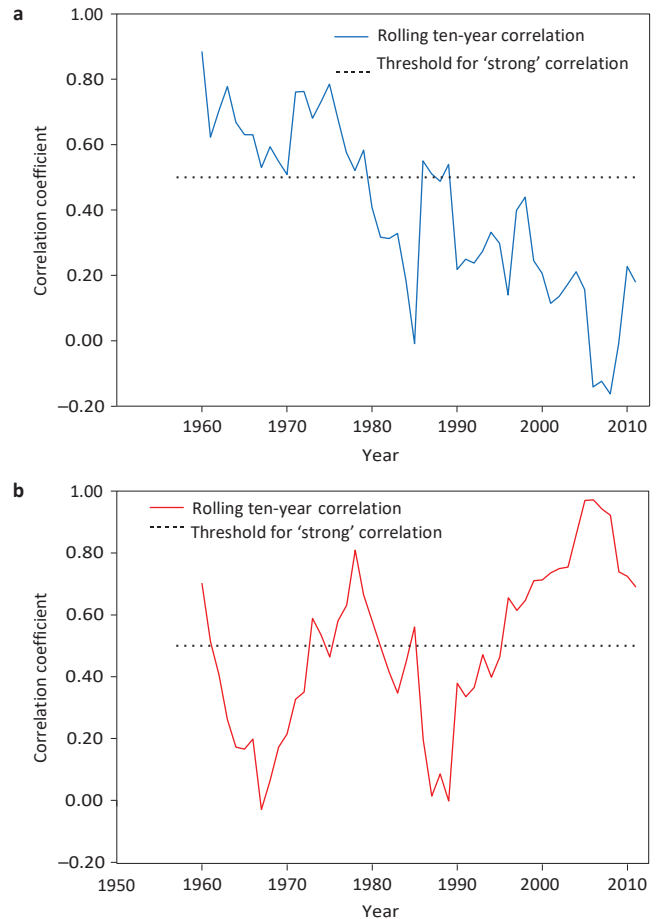 a
1.00
0.80
0.60
0.40
0.20
0.00
−0.20
Correlation coefficient
Rolling ten-year correlation
Threshold for ‘strong’ correlation
1960 1970 1980 1990 2000 2010
Year
b
1.00
0.80
0.60
0.40
0.20
0.00
−0.20
Correlation coefficient
Rolling ten-year correlation
Threshold for ‘strong’ correlation
1950 1960 1970 1980 1990 2000 2010
Year